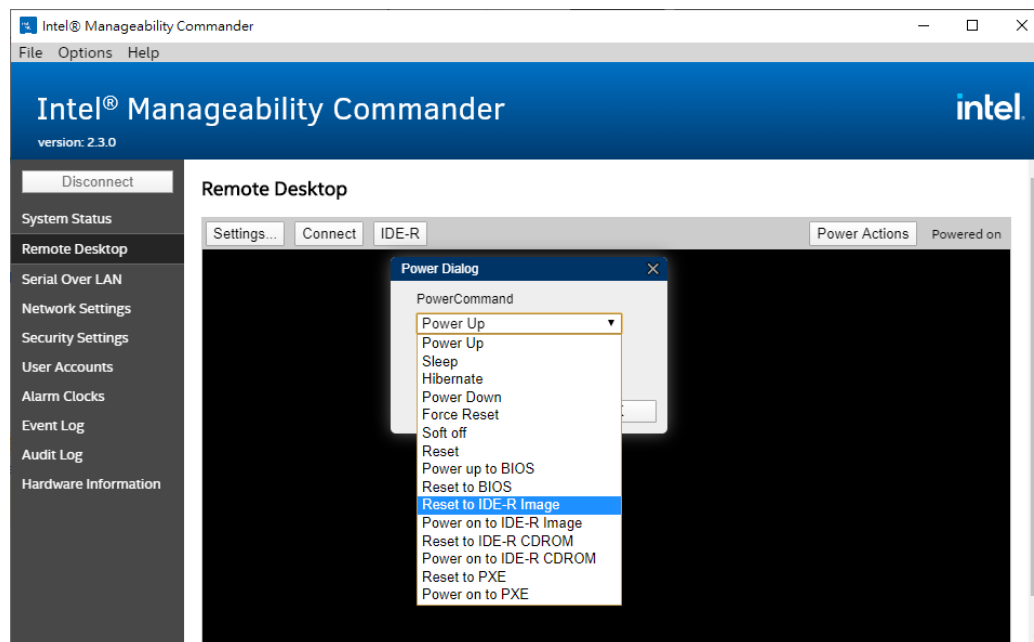 Intel® Manageability Commander
File Options Help
Intel® Manageability Commander
intel.
version: 2.3.0
Disconnect
System Status
Remote Desktop
Serial Over LAN
Network Settings
Security Settings
User Accounts
Alarm Clocks
Event Log
Audit Log
Hardware Information
Remote Desktop
Settings... Connect IDE-R Power Actions Powered on
Power Dialog
PowerCommand
Power Up
Power Up
Sleep
Hibernate
Power Down
Force Reset
Soft off
Reset
Power up to BIOS
Reset to BIOS
Reset to IDE-R Image
Power on to IDE-R Image
Reset to IDE-R CDROM
Power on to IDE-R CDROM
Reset to PXE
Power on to PXE